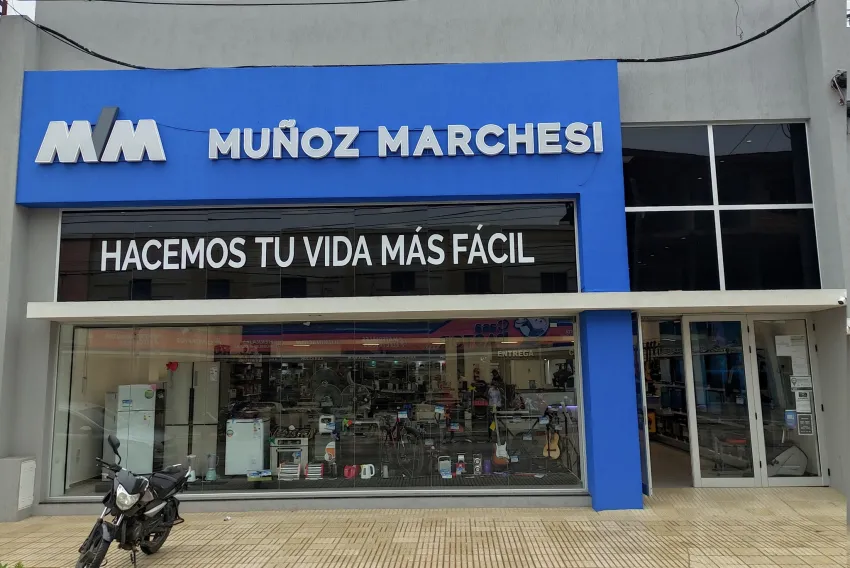 MM MUÑOZ MARCHESI
HACEMOS TU VIDA MÁS FÁCIL
ENTREGA